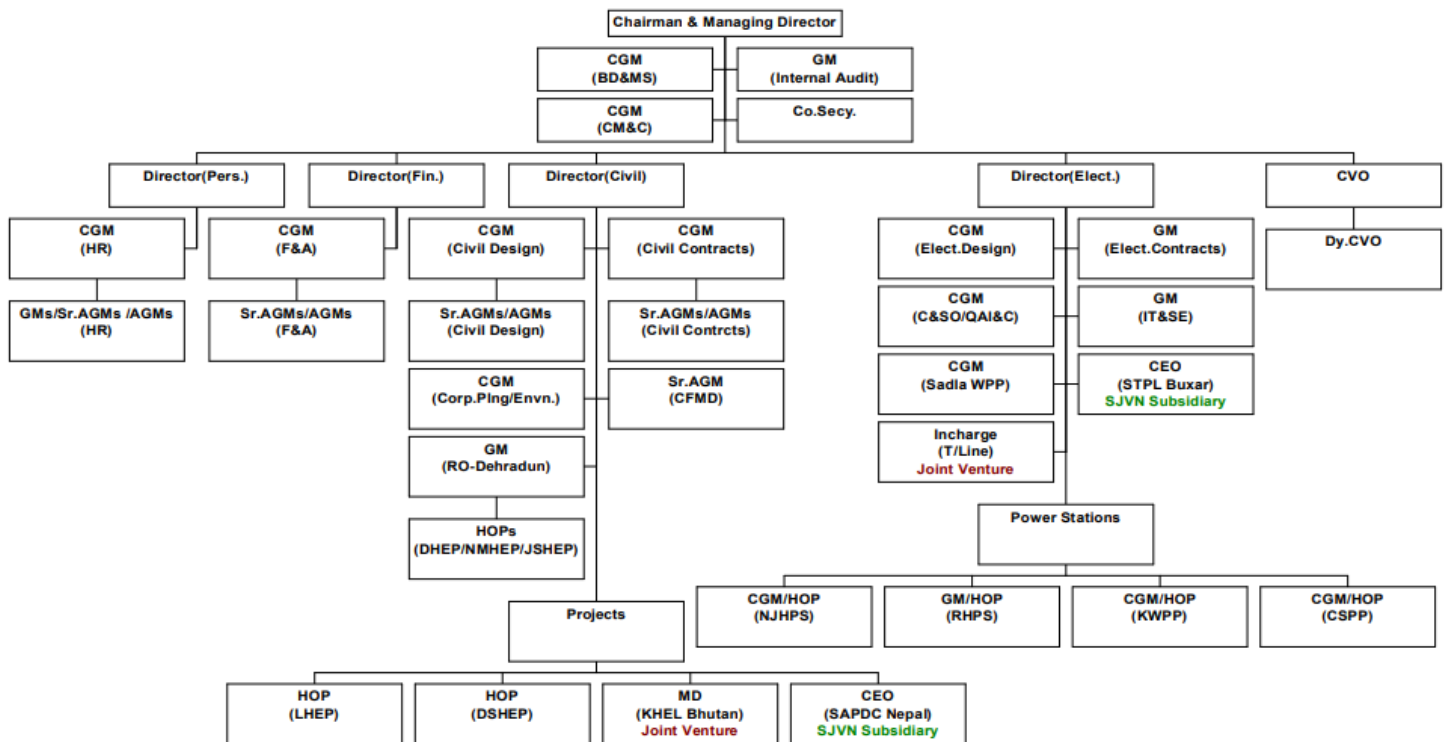 Chairman & Managing Director
CGM
(BD&MS)
GM
(Internal Audit)
CGM
(CM&C)
Co.Secy.
Director(Pers.)
Director(Fin.)
Director(Civil)
Director(Elect.)
CVO
CGM
(HR)
CGM
(F&A)
CGM
(Civil Design)
CGM
(Civil Contracts)
CGM
(Elect.Design)
GM
(Elect.Contracts)
Dy.CVO
GMs/Sr.AGMs /AGMs
(HR)
Sr.AGMs/AGMs
(F&A)
Sr.AGMs/AGMs
(Civil Design)
Sr.AGMs/AGMs
(Civil Contrcts)
CGM
(C&SO/QAI&C)
GM
(IT&SE)
CGM
(Corp.Plng/Envn.)
Sr.AGM
(CFMD)
CGM
(Sadla WPP)
CEO
(STPL Buxar)
SJVN Subsidiary
GM
(RO-Dehradun)
Incharge
(T/Line)
Joint Venture
HOPs
(DHEP/NMHEP/JSHEP)
Power Stations
CGM/HOP
(NJHPS)
GM/HOP
(RHPS)
CGM/HOP
(KWPP)
CGM/HOP
(CSPP)
Projects
HOP
(LHEP)
HOP
(DSHEP)
MD
(KHEL Bhutan)
Joint Venture
CEO
(SAPDC Nepal)
SJVN Subsidiary